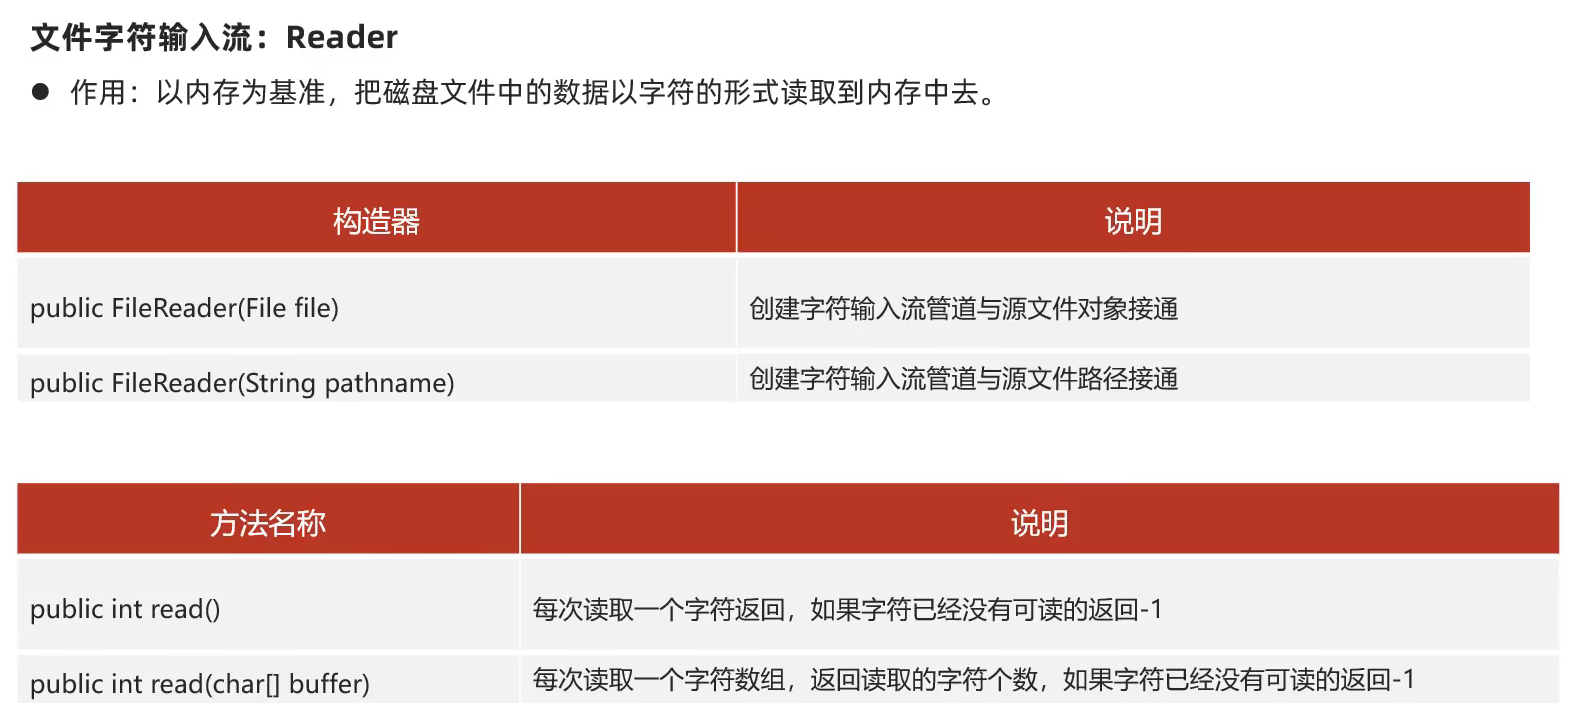 文件字符输入流：Reader
● 作用：以内存为基准，把磁盘文件中的数据以字符的形式读取到内存中去。
构造器 说明
public FileReader(File file) 创建字符输入流管道与源文件对象接通
public FileReader(String pathname) 创建字符输入流管道与源文件路径接通
方法名称 说明
public int read() 每次读取一个字符返回，如果字符已经没有可读的返回-1
public int read(char[] buffer) 每次读取一个字符数组，返回读取的字符个数，如果字符已经没有可读的返回-1